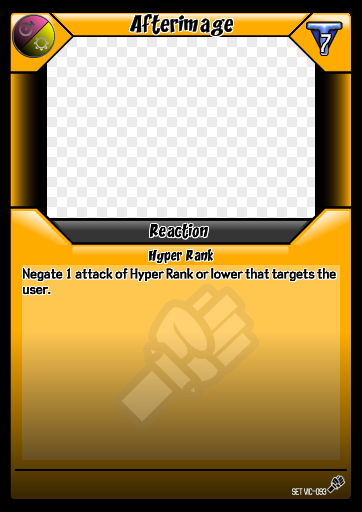 Afterimage
7
Reaction
Hyper Rank
Negate 1 attack of Hyper Rank or lower that targets the
user.
SET VIC-093